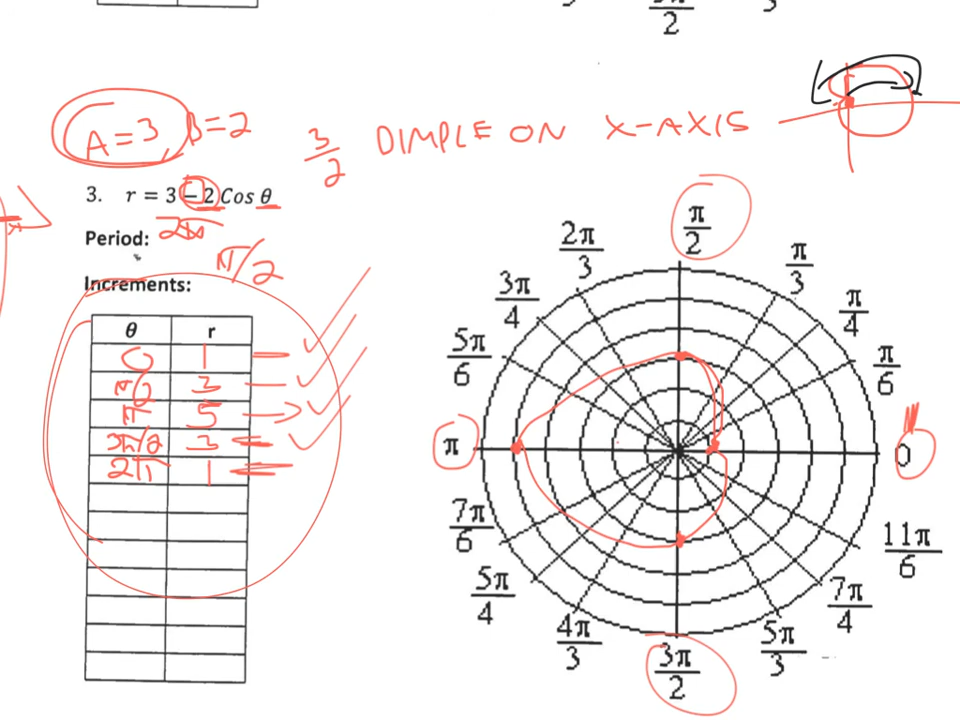 3π/2
A=3, B=2
3/2 DIMPLE ON X-AXIS
3. r = 3 − 2 Cos θ
Period: 2π
π/2
Increments:
θ r
0 1
π/2 3
π 5
3π/2 3
2π 1
π/2
2π/3 π/3
3π/4 π/4
5π/6 π/6
π 0
7π/6 11π/6
5π/4 7π/4
4π/3 5π/3
3π/2